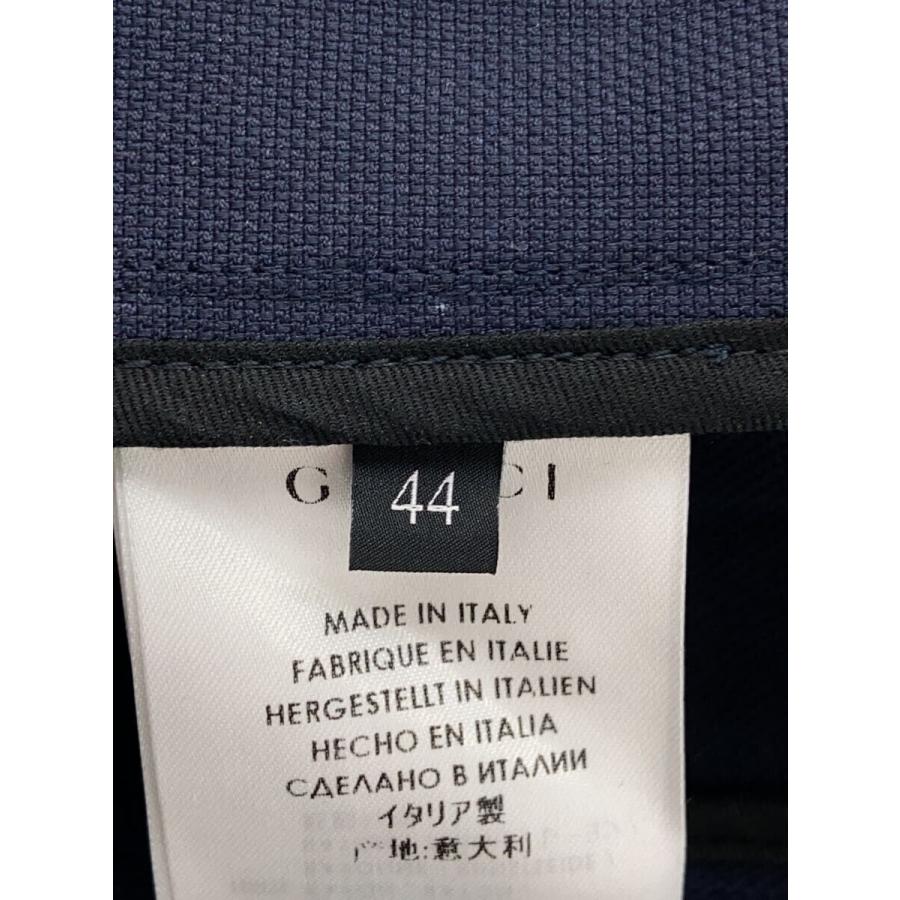 G CI
44
MADE IN ITALY
FABRIQUE EN ITALIE
HERGESTELLT IN ITALIEN
HECHO EN ITALIA
СДЕЛАНО В ИТАЛИИ
イタリア製
产地:意大利